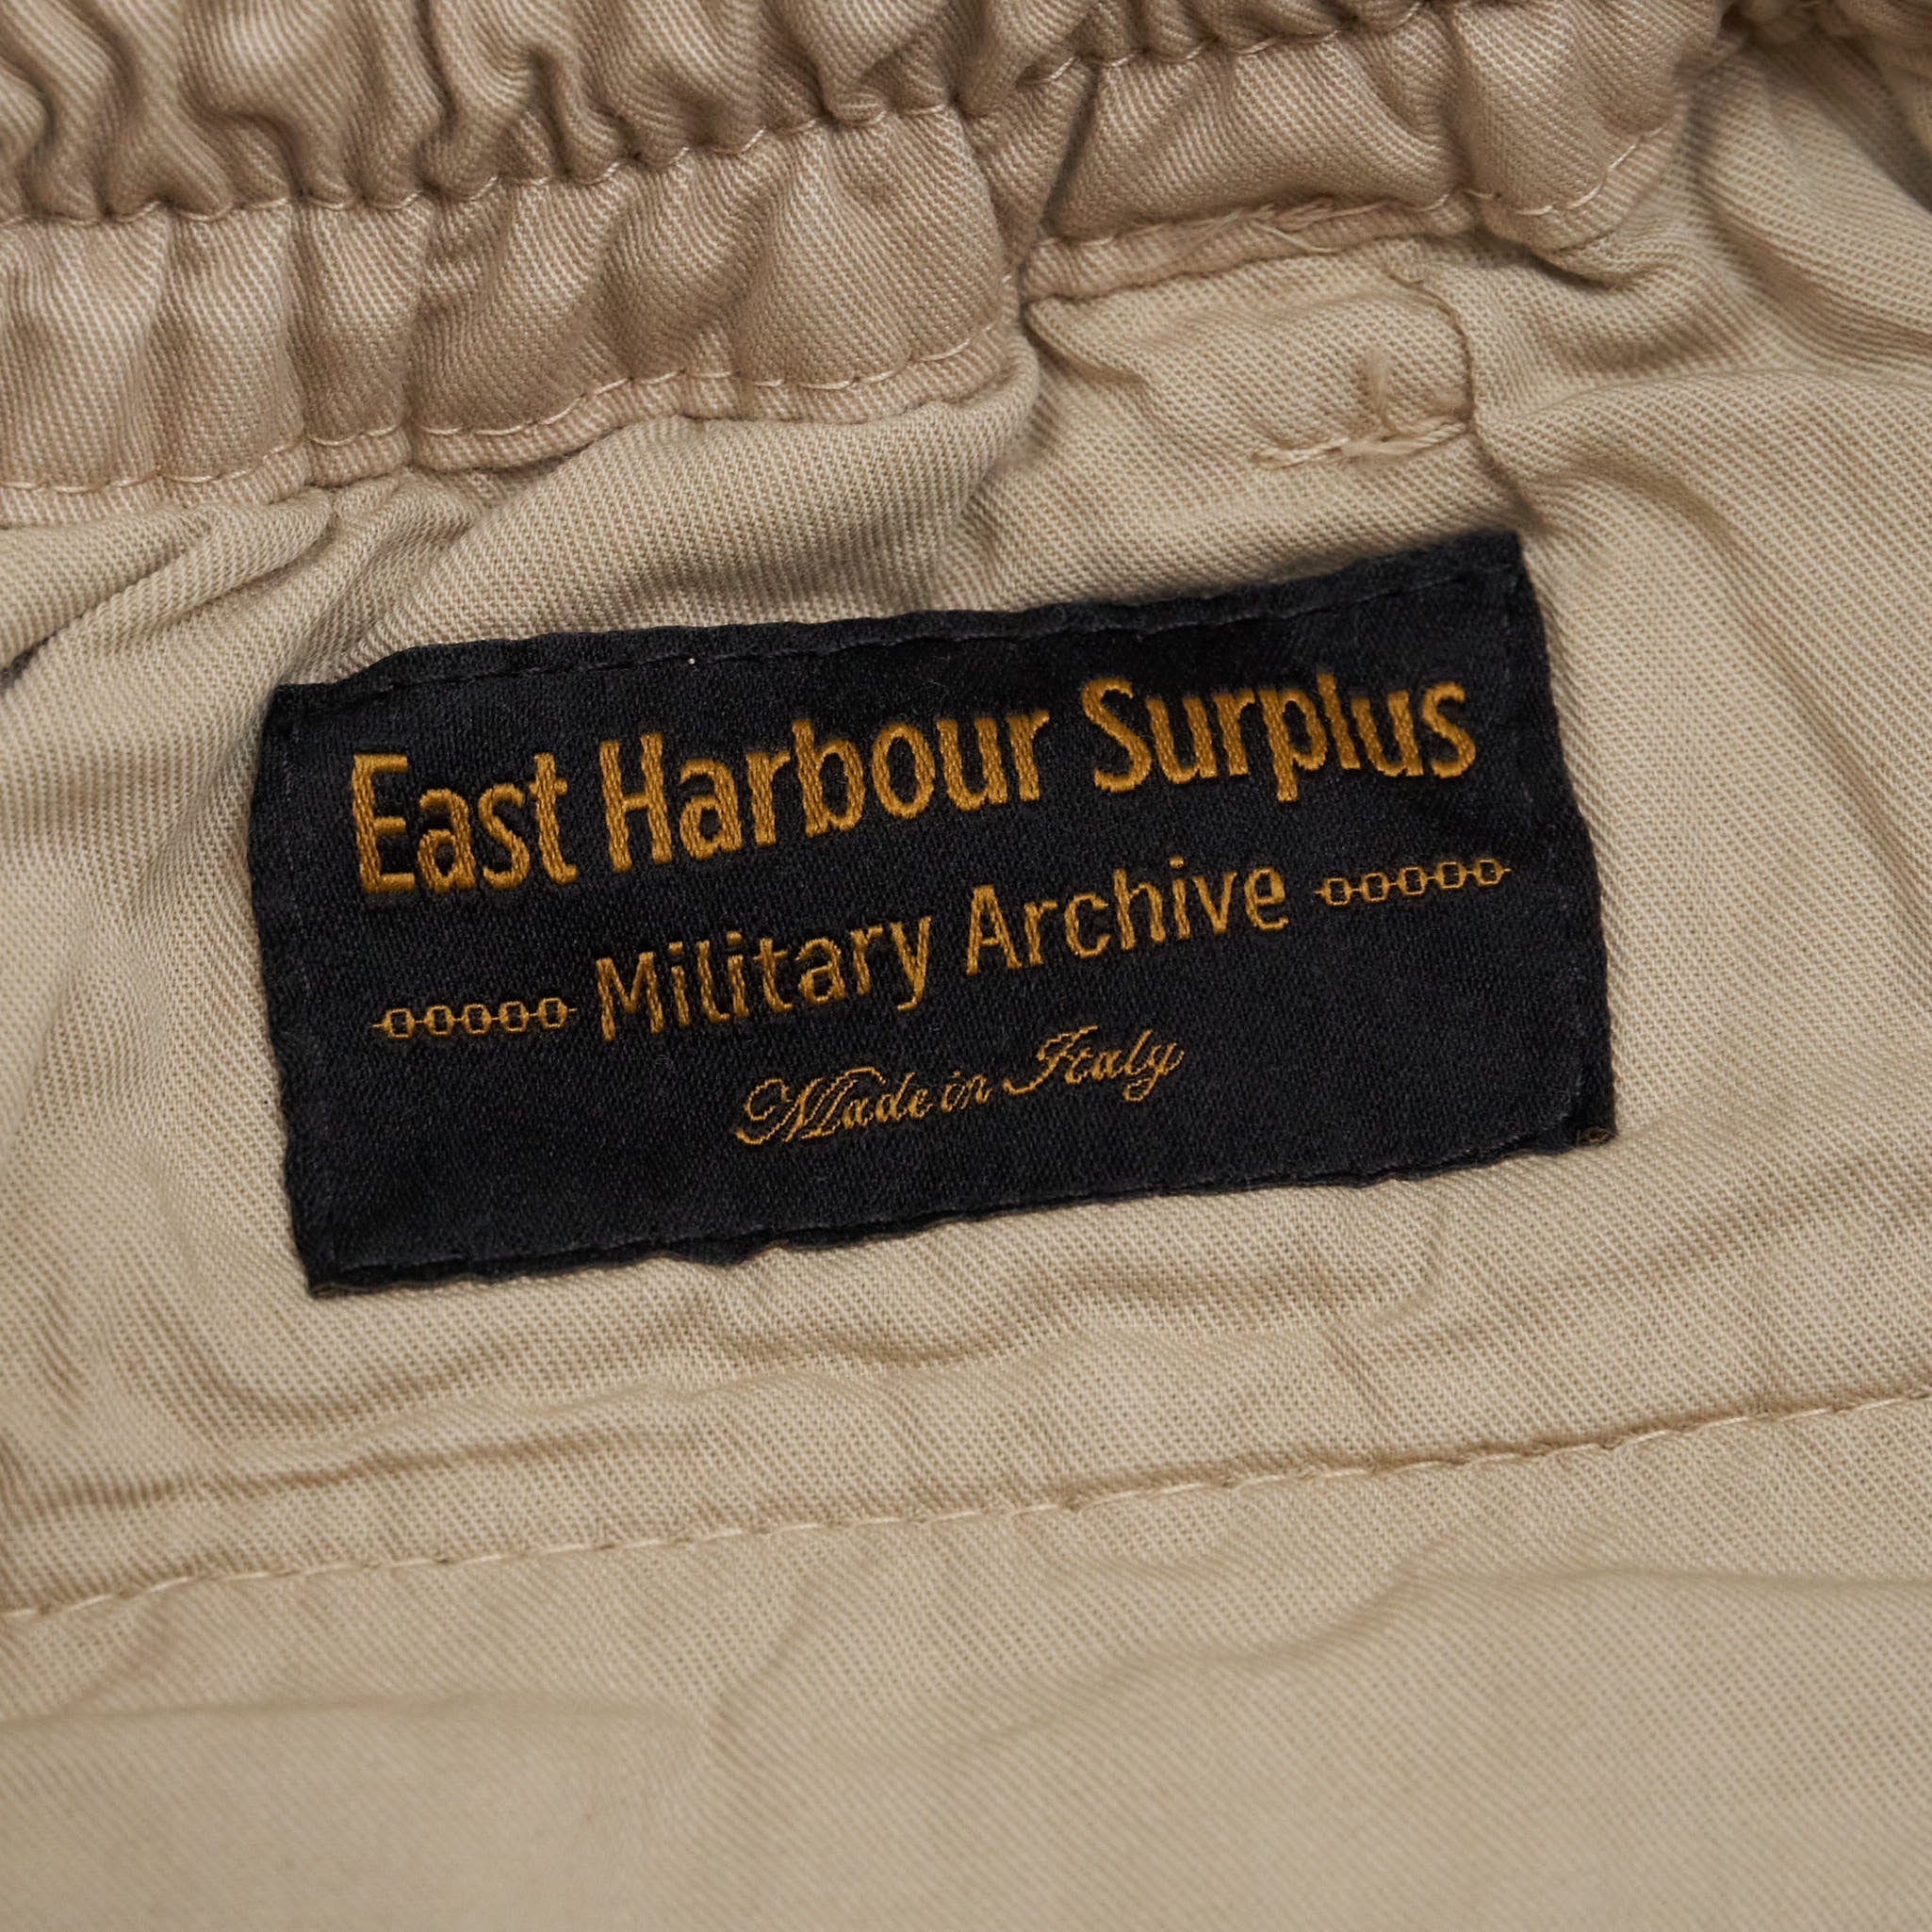 East Harbour Surplus
Military Archive
Made in Italy